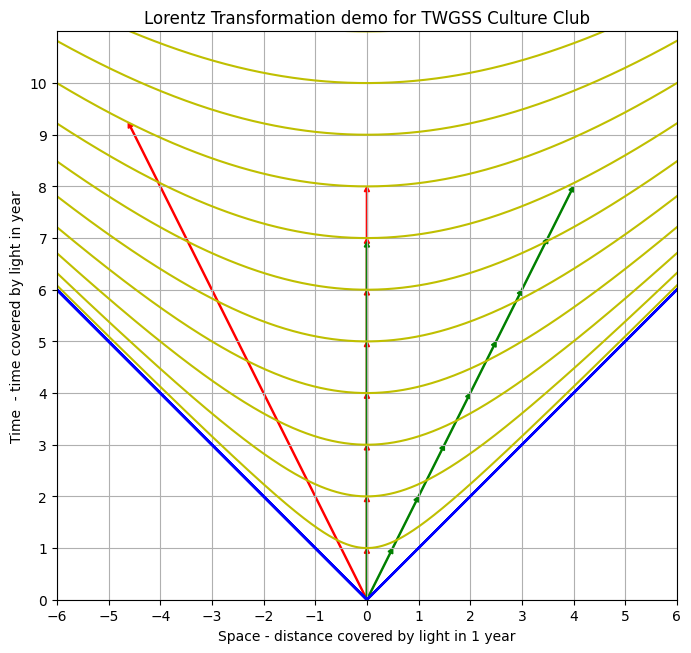 Lorentz Transformation demo for TWGSS Culture Club
10
9
8
7
6
5
4
3
2
1
0
Time  - time covered by light in year
−6 −5 −4 −3 −2 −1 0 1 2 3 4 5 6
Space - distance covered by light in 1 year